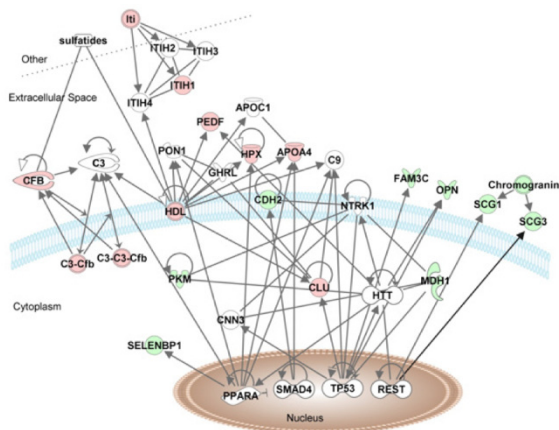 Iti
sulfatides
ITIH2
ITIH3
Other
ITIH1
Extracellular Space
ITIH4
APOC1
PEDF
PON1
HPX
APOA4
C9
C3
GHRL
CFB
FAM3C
OPN
Chromogranin
CDH2
NTRK1
SCG1
HDL
SCG3
C3-Cfb
C3-C3-Cfb
PKM
CLU
MDH1
HTT
Cytoplasm
CNN3
SELENBP1
PPARA
SMAD4
TP53
REST
Nucleus